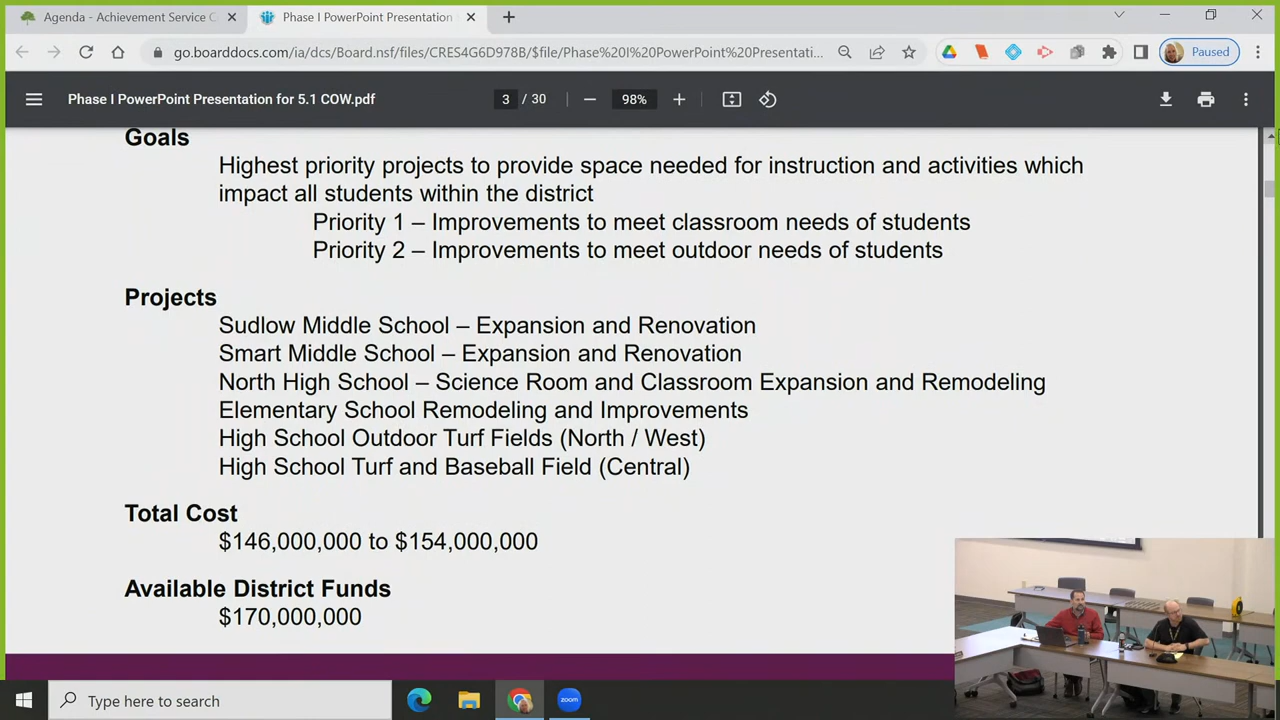 Agenda - Achievement Service C
Phase I PowerPoint Presentation
go.boarddocs.com/ia/dcs/Board.nsf/files/CRES4G6D978B/$file/Phase%20I%20PowerPoint%20Presentati...
Paused
Phase I PowerPoint Presentation for 5.1 COW.pdf
3 / 30
98%
Goals
Highest priority projects to provide space needed for instruction and activities which
impact all students within the district
Priority 1 – Improvements to meet classroom needs of students
Priority 2 – Improvements to meet outdoor needs of students
Projects
Sudlow Middle School – Expansion and Renovation
Smart Middle School – Expansion and Renovation
North High School – Science Room and Classroom Expansion and Remodeling
Elementary School Remodeling and Improvements
High School Outdoor Turf Fields (North / West)
High School Turf and Baseball Field (Central)
Total Cost
$146,000,000 to $154,000,000
Available District Funds
$170,000,000
Type here to search
zoom